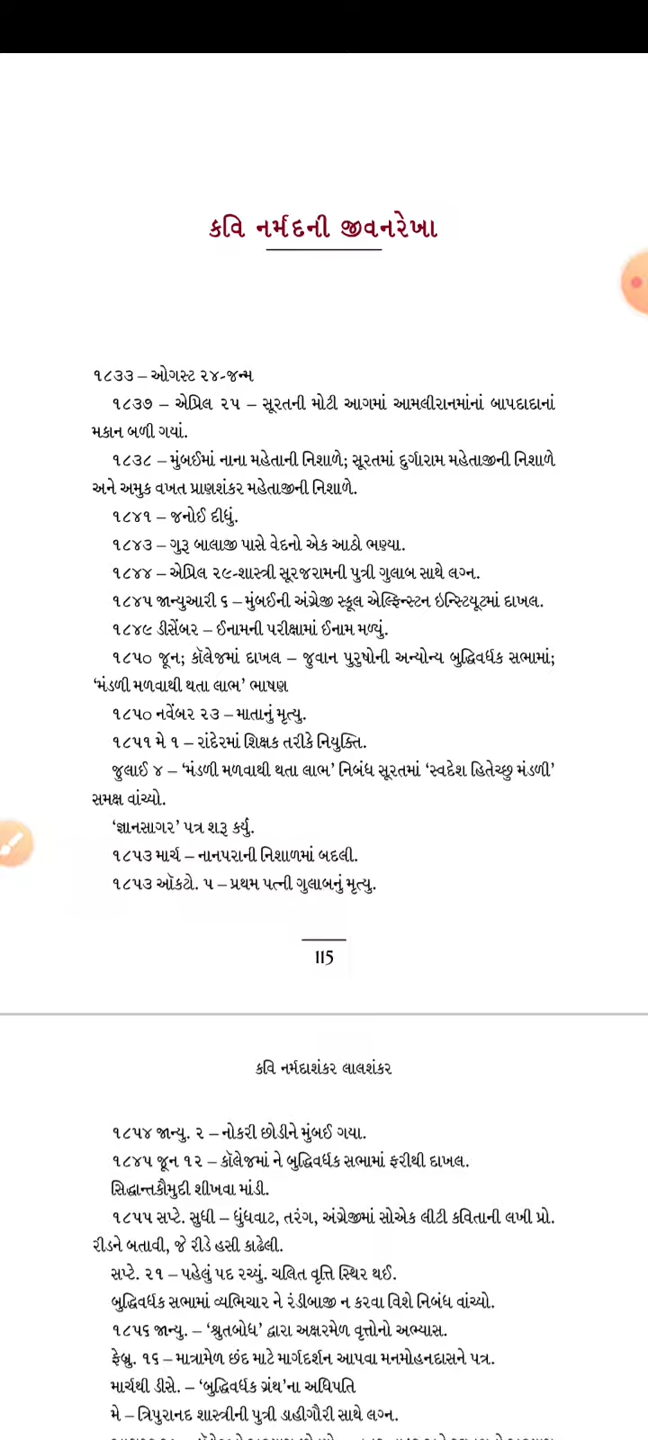 કવિ નર્મદની જીવનરેખા
૧૮૩૩ – ઓગસ્ટ ૨૪-જન્મ
૧૮૩૭ – એપ્રિલ ૨૫ – સૂરતની મોટી આગમાં આમલીરાનમાંનાં બાપદાદાનાં
મકાન બળી ગયાં.
૧૮૩૮ – મુંબઈમાં નાના મહેતાની નિશાળે; સૂરતમાં દુર્ગારામ મહેતાજીની નિશાળે
અને અમુક વખત પ્રાણશંકર મહેતાજીની નિશાળે.
૧૮૪૧ – જનોઈ દીધું.
૧૮૪૩ – ગુરૂ બાલાજી પાસે વેદનો એક આઠો ભણ્યા.
૧૮૪૪ – એપ્રિલ ૨૯-શાસ્ત્રી સૂરજરામની પુત્રી ગુલાબ સાથે લગ્ન.
૧૮૪૫ જાન્યુઆરી ૬ – મુંબઈની અંગ્રેજી સ્કૂલ એલ્ફિન્સ્ટન ઇન્સ્ટિયૂટમાં દાખલ.
૧૮૪૯ ડીસેંબર – ઈનામની પરીક્ષામાં ઈનામ મળ્યું.
૧૮૫૦ જૂન; કૉલેજમાં દાખલ – જુવાન પુરુષોની અન્યોન્ય બુદ્ધિવર્ધક સભામાં;
‘મંડળી મળવાથી થતા લાભ’ ભાષણ
૧૮૫૦ નવેંબર ૨૩ – માતાનું મૃત્યુ.
૧૮૫૧ મે ૧ – રાંદેરમાં શિક્ષક તરીકે નિયુક્તિ.
જુલાઈ ૪ – ‘મંડળી મળવાથી થતા લાભ’ નિબંધ સૂરતમાં ‘સ્વદેશ હિતેચ્છુ મંડળી’
સમક્ષ વાંચ્યો.
‘જ્ઞાનસાગર’ પત્ર શરૂ કર્યું.
૧૮૫૩ માર્ચ – નાનપરાની નિશાળમાં બદલી.
૧૮૫૩ ઑકટો. ૫ – પ્રથમ પત્ની ગુલાબનું મૃત્યુ.
115
કવિ નર્મદાશંકર લાલશંકર
૧૮૫૪ જાન્યુ. ૨ – નોકરી છોડીને મુંબઈ ગયા.
૧૮૪૫ જૂન ૧૨ – કૉલેજમાં ને બુદ્ધિવર્ધક સભામાં ફરીથી દાખલ.
સિદ્ધાન્તકૌમુદી શીખવા માંડી.
૧૮૫૫ સપ્ટે. સુધી – ધુંધવાટ, તરંગ, અંગ્રેજીમાં સોએક લીટી કવિતાની લખી પ્રો.
રીડને બતાવી, જે રીડે હસી કાઢેલી.
સપ્ટે. ૨૧ – પહેલું પદ રચ્યું. ચલિત વૃત્તિ સ્થિર થઈ.
બુદ્ધિવર્ધક સભામાં વ્યભિચાર ને રંડીબાજી ન કરવા વિશે નિબંધ વાંચ્યો.
૧૮૫૬ જાન્યુ. – ‘શ્રુતબોધ’ દ્વારા અક્ષરમેળ વૃત્તોનો અભ્યાસ.
ફેબ્રુ. ૧૬ – માત્રામેળ છંદ માટે માર્ગદર્શન આપવા મનમોહનદાસને પત્ર.
માર્ચથી ડીસે. – ‘બુદ્ધિવર્ધક ગ્રંથ’ના અધિપતિ
મે – ત્રિપુરાનદ શાસ્ત્રીની પુત્રી ડાહીગૌરી સાથે લગ્ન.